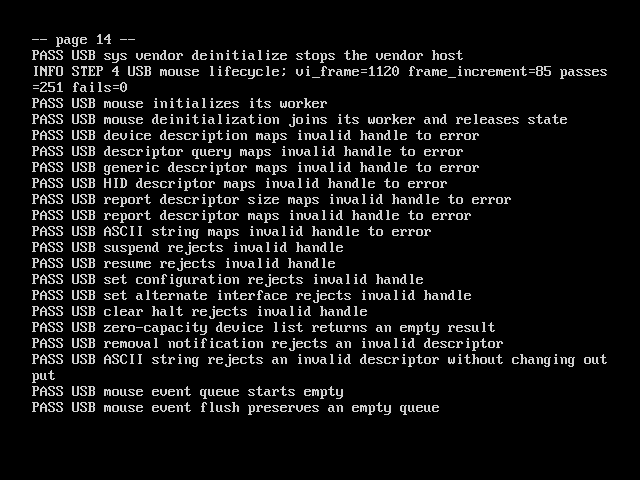 -- page 14 --
PASS USB sys vendor deinitialize stops the vendor host
INFO STEP 4 USB mouse lifecycle; vi_frame=1120 frame_increment=85 passes
=251 fails=0
PASS USB mouse initializes its worker
PASS USB mouse deinitialization joins its worker and releases state
PASS USB device description maps invalid handle to error
PASS USB descriptor query maps invalid handle to error
PASS USB generic descriptor maps invalid handle to error
PASS USB HID descriptor maps invalid handle to error
PASS USB report descriptor size maps invalid handle to error
PASS USB report descriptor maps invalid handle to error
PASS USB ASCII string maps invalid handle to error
PASS USB suspend rejects invalid handle
PASS USB resume rejects invalid handle
PASS USB set configuration rejects invalid handle
PASS USB set alternate interface rejects invalid handle
PASS USB clear halt rejects invalid handle
PASS USB zero-capacity device list returns an empty result
PASS USB removal notification rejects an invalid descriptor
PASS USB ASCII string rejects an invalid descriptor without changing out
put
PASS USB mouse event queue starts empty
PASS USB mouse event flush preserves an empty queue